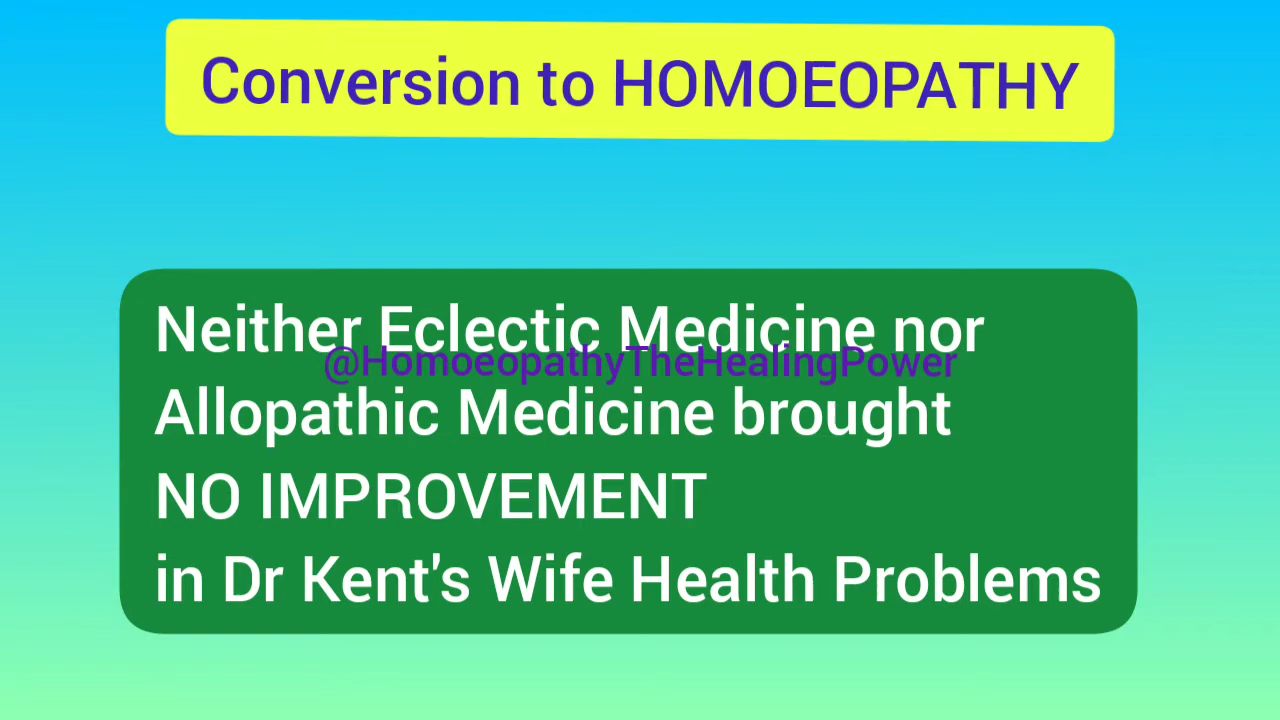 Conversion to HOMOEOPATHY
Neither Eclectic Medicine nor
@HomoeopathyTheHealingPower
Allopathic Medicine brought
NO IMPROVEMENT
in Dr Kent's Wife Health Problems